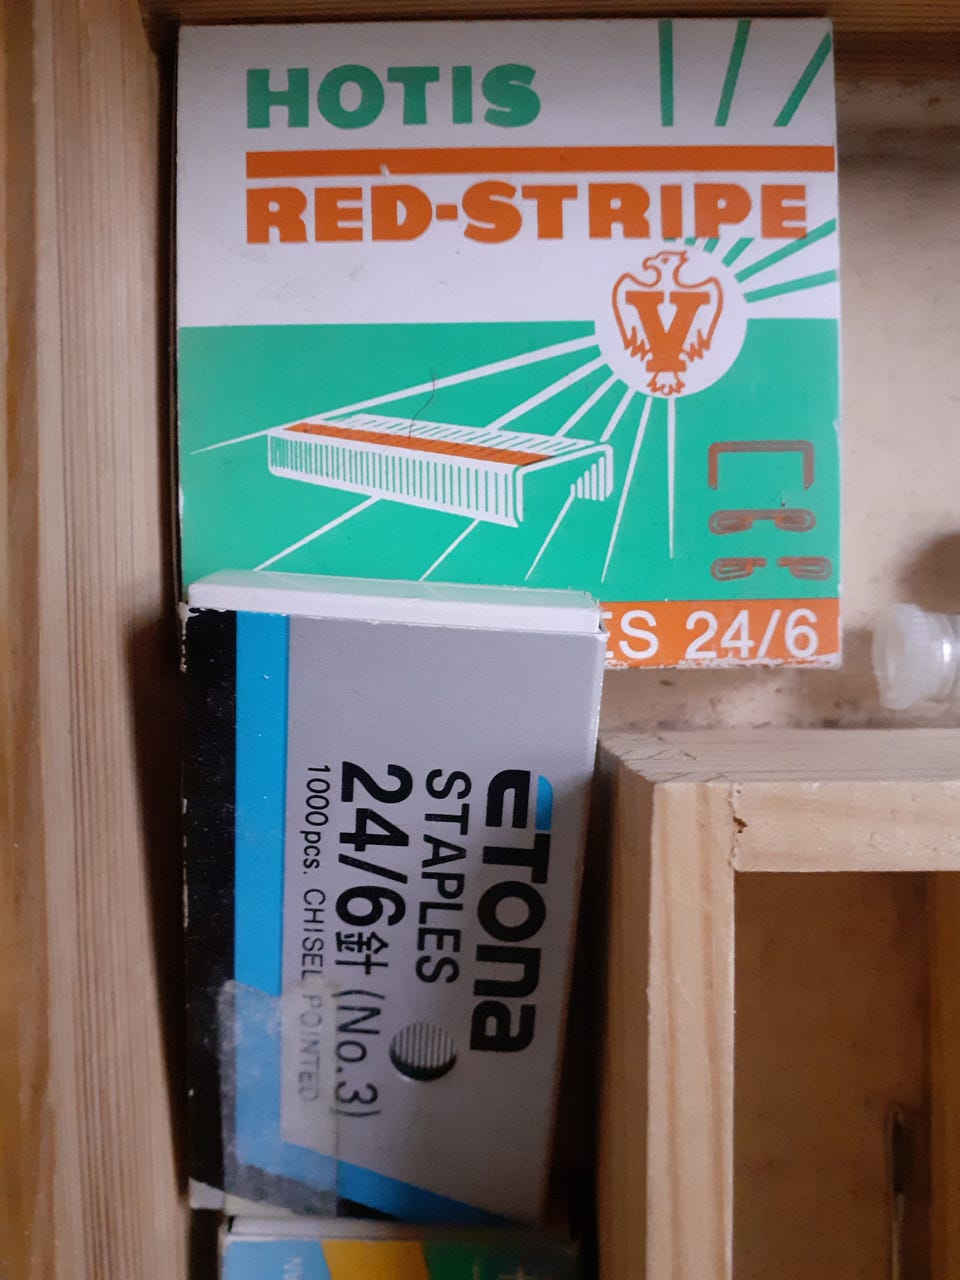 HOTIS
RED-STRIPE
V
ES 24/6
ETONA
STAPLES
24/6針 (No.3)
1000pcs. CHISEL POINTED